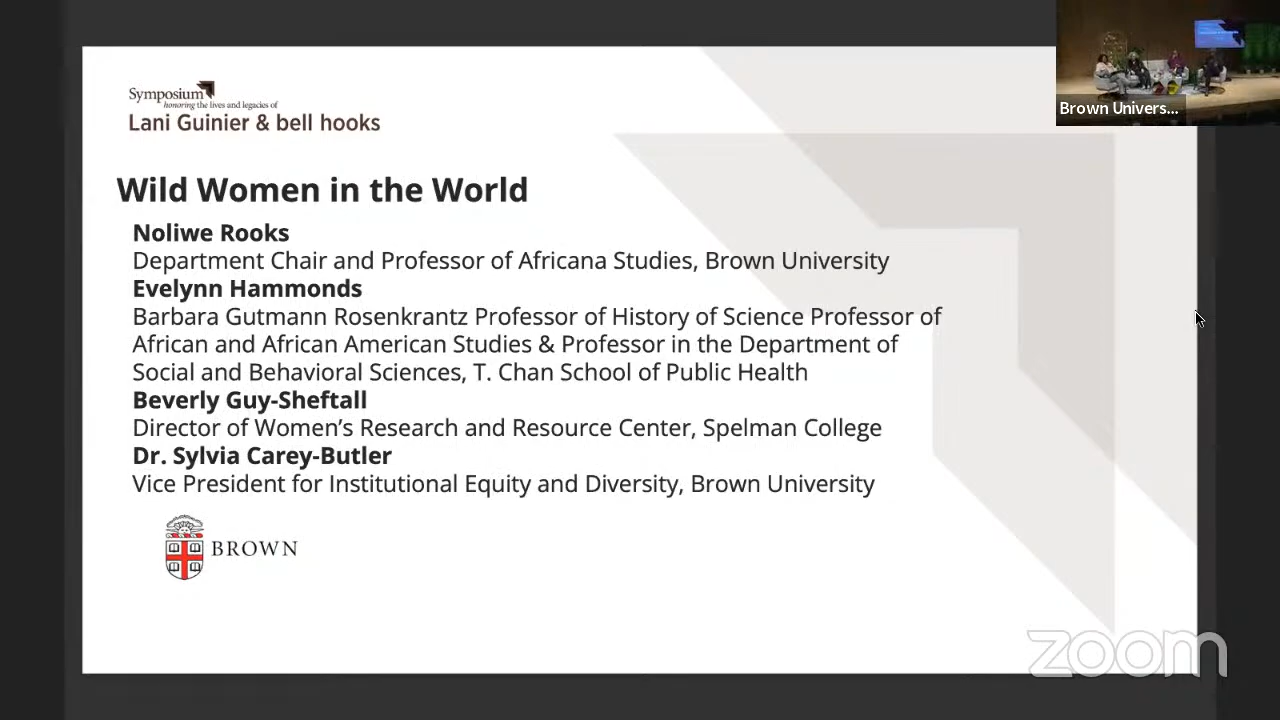 Symposium
honoring the lives and legacies of
Lani Guinier & bell hooks
Wild Women in the World
Noliwe Rooks
Department Chair and Professor of Africana Studies, Brown University
Evelynn Hammonds
Barbara Gutmann Rosenkrantz Professor of History of Science Professor of
African and African American Studies & Professor in the Department of
Social and Behavioral Sciences, T. Chan School of Public Health
Beverly Guy-Sheftall
Director of Women’s Research and Resource Center, Spelman College
Dr. Sylvia Carey-Butler
Vice President for Institutional Equity and Diversity, Brown University
BROWN
Brown Univers...
zoom